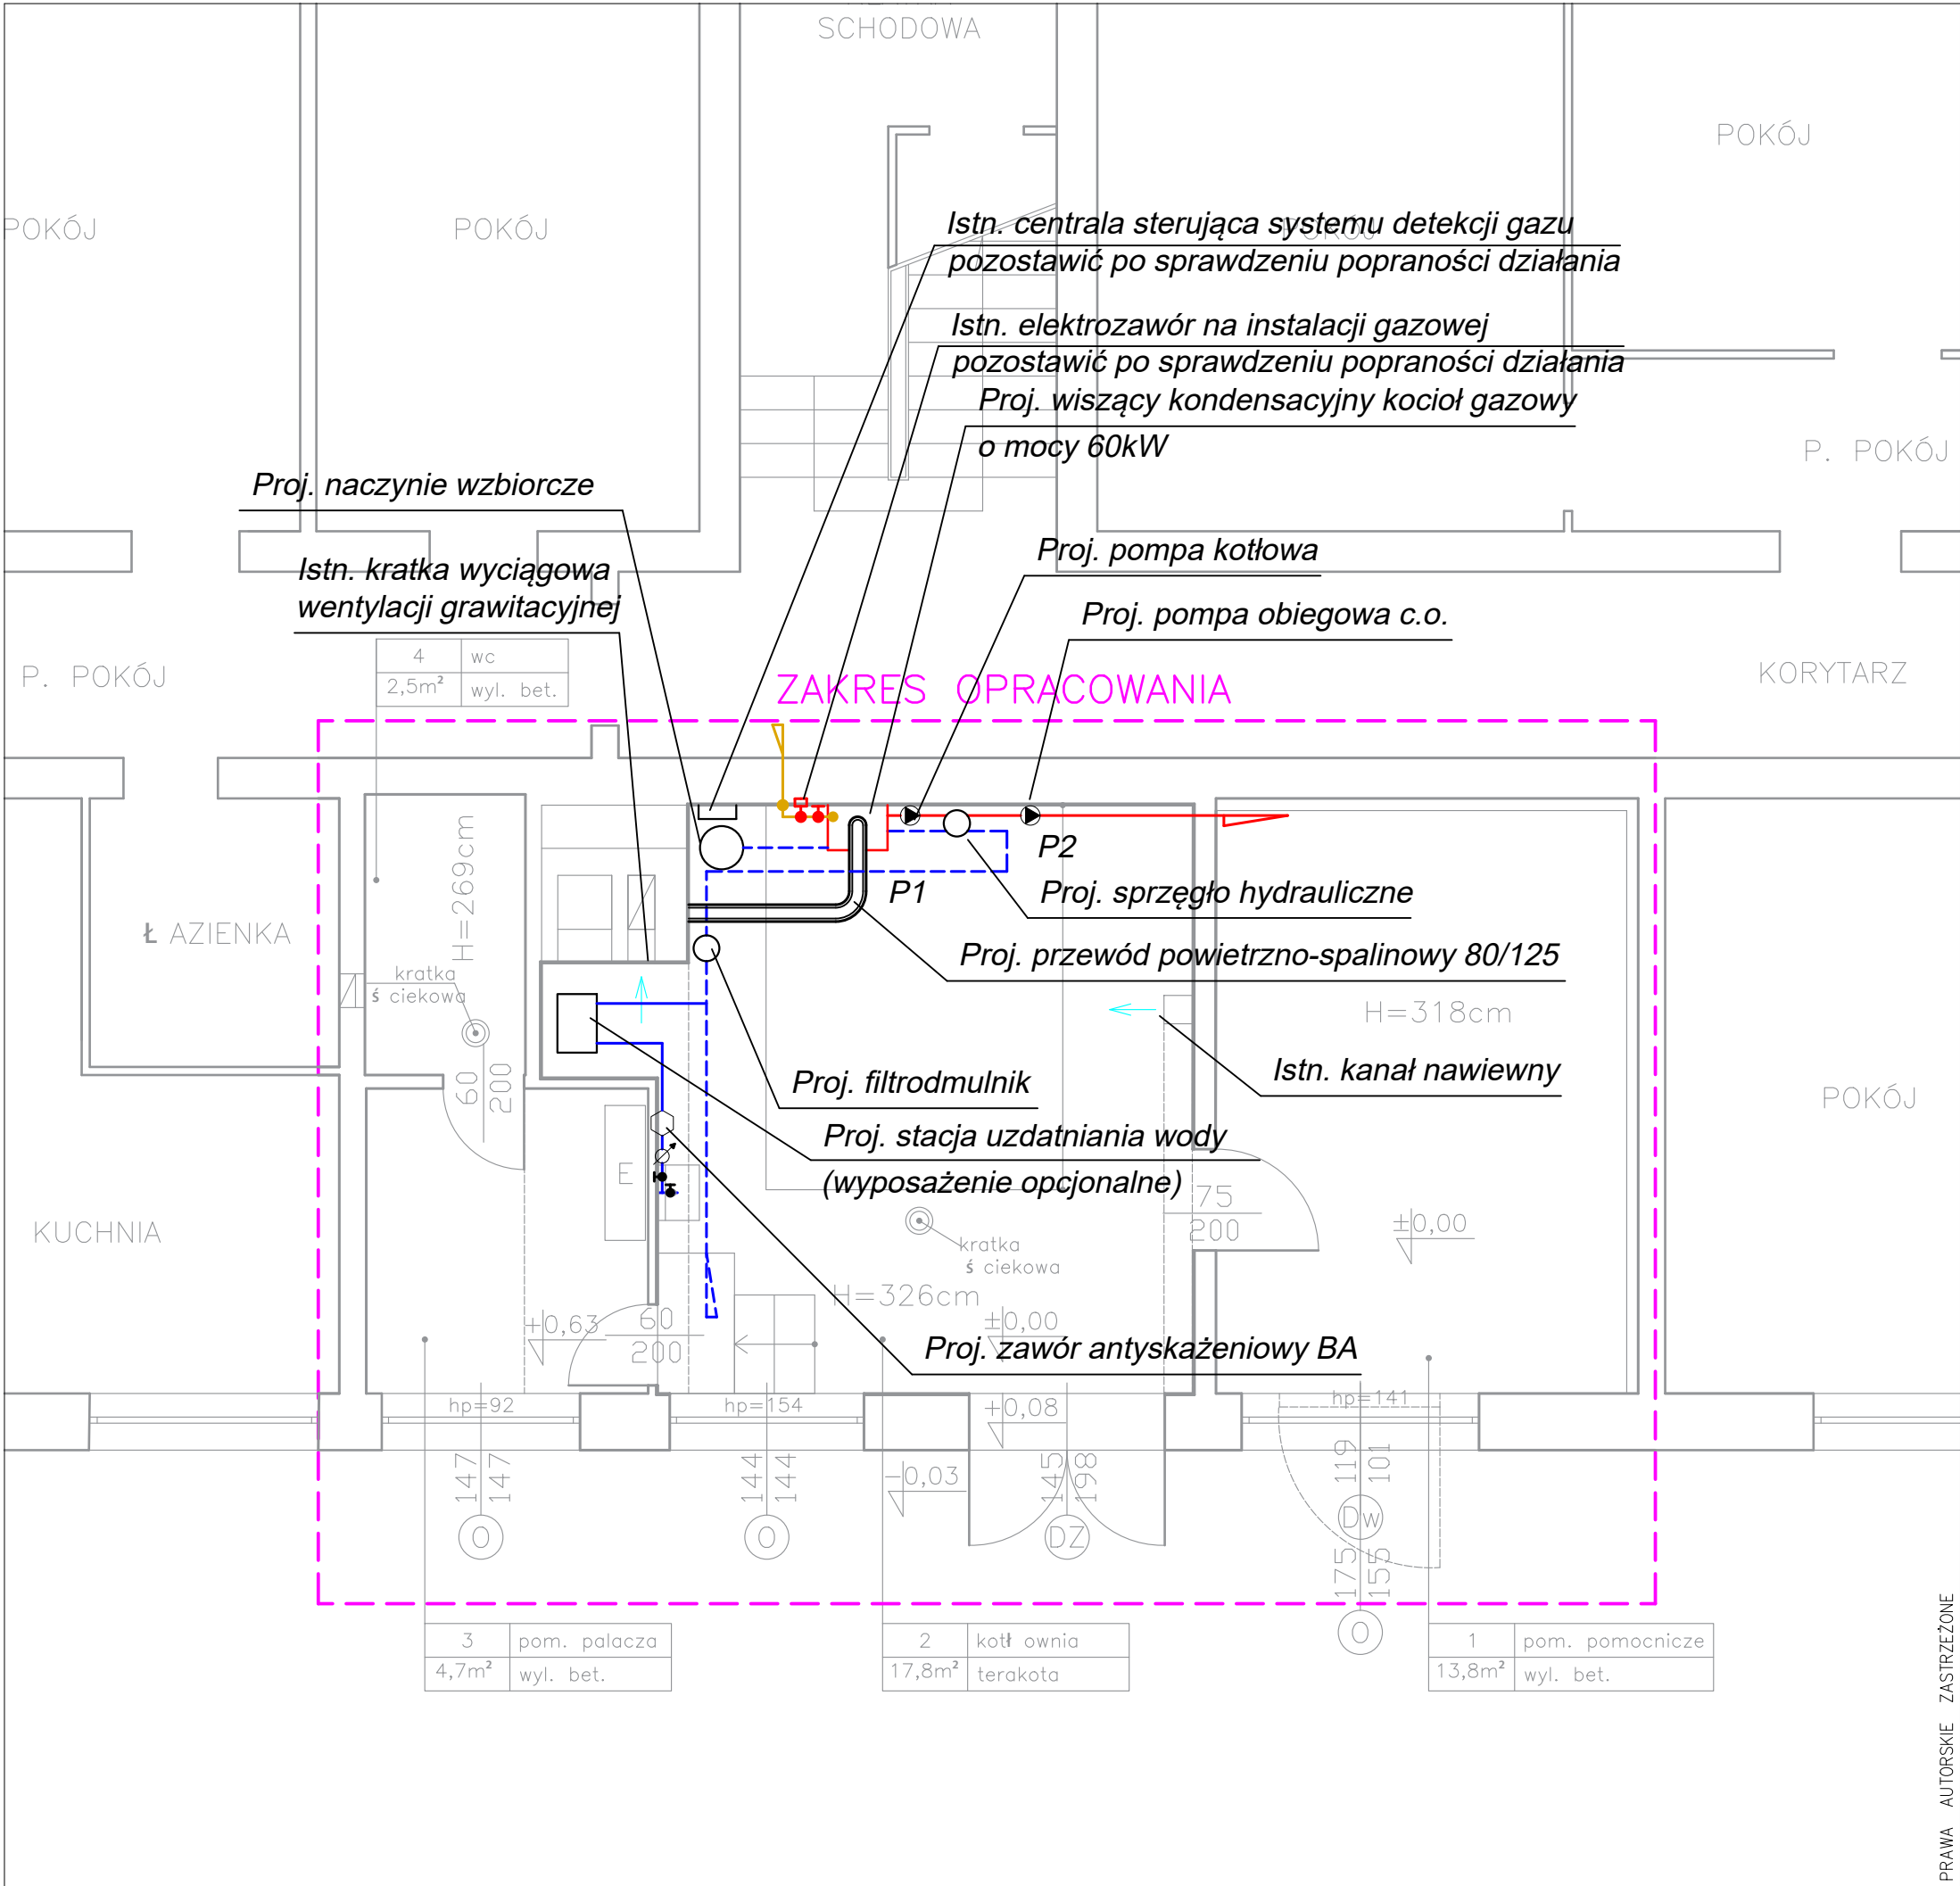 SCHODOWA
POKÓJ
POKÓJ
POKÓJ
POKÓJ
Istn. centrala sterująca systemu detekcji gazu
pozostawić po sprawdzeniu popraności działania
Istn. elektrozawór na instalacji gazowej
pozostawić po sprawdzeniu popraności działania
Proj. wiszący kondensacyjny kocioł gazowy
o mocy 60kW
P. POKÓJ
Proj. naczynie wzbiorcze
Istn. kratka wyciągowa
wentylacji grawitacyjnej
Proj. pompa kotłowa
Proj. pompa obiegowa c.o.
P. POKÓJ
4 wc
2,5m² wyl. bet.
KORYTARZ
ZAKRES OPRACOWANIA
H=269cm
P2
P1
Proj. sprzęgło hydrauliczne
Ł AZIENKA
Proj. przewód powietrzno-spalinowy 80/125
kratka
ś ciekowa
H=318cm
60
200
Istn. kanał nawiewny
Proj. filtrodmulnik
POKÓJ
Proj. stacja uzdatniania wody
(wyposażenie opcjonalne)
E
75
200
KUCHNIA
±0,00
kratka
ś ciekowa
H=326cm
+0,63
60
200
±0,00
Proj. zawór antyskażeniowy BA
hp=92
hp=154
hp=141
+0,08
-0,03
147
147
144
144
145
198
119
101
O
O
DZ
Dw
175
155
O
3 pom. palacza
4,7m² wyl. bet.
2 kotł ownia
17,8m² terakota
1 pom. pomocnicze
13,8m² wyl. bet.
PRAWA AUTORSKIE ZASTRZEŻONE